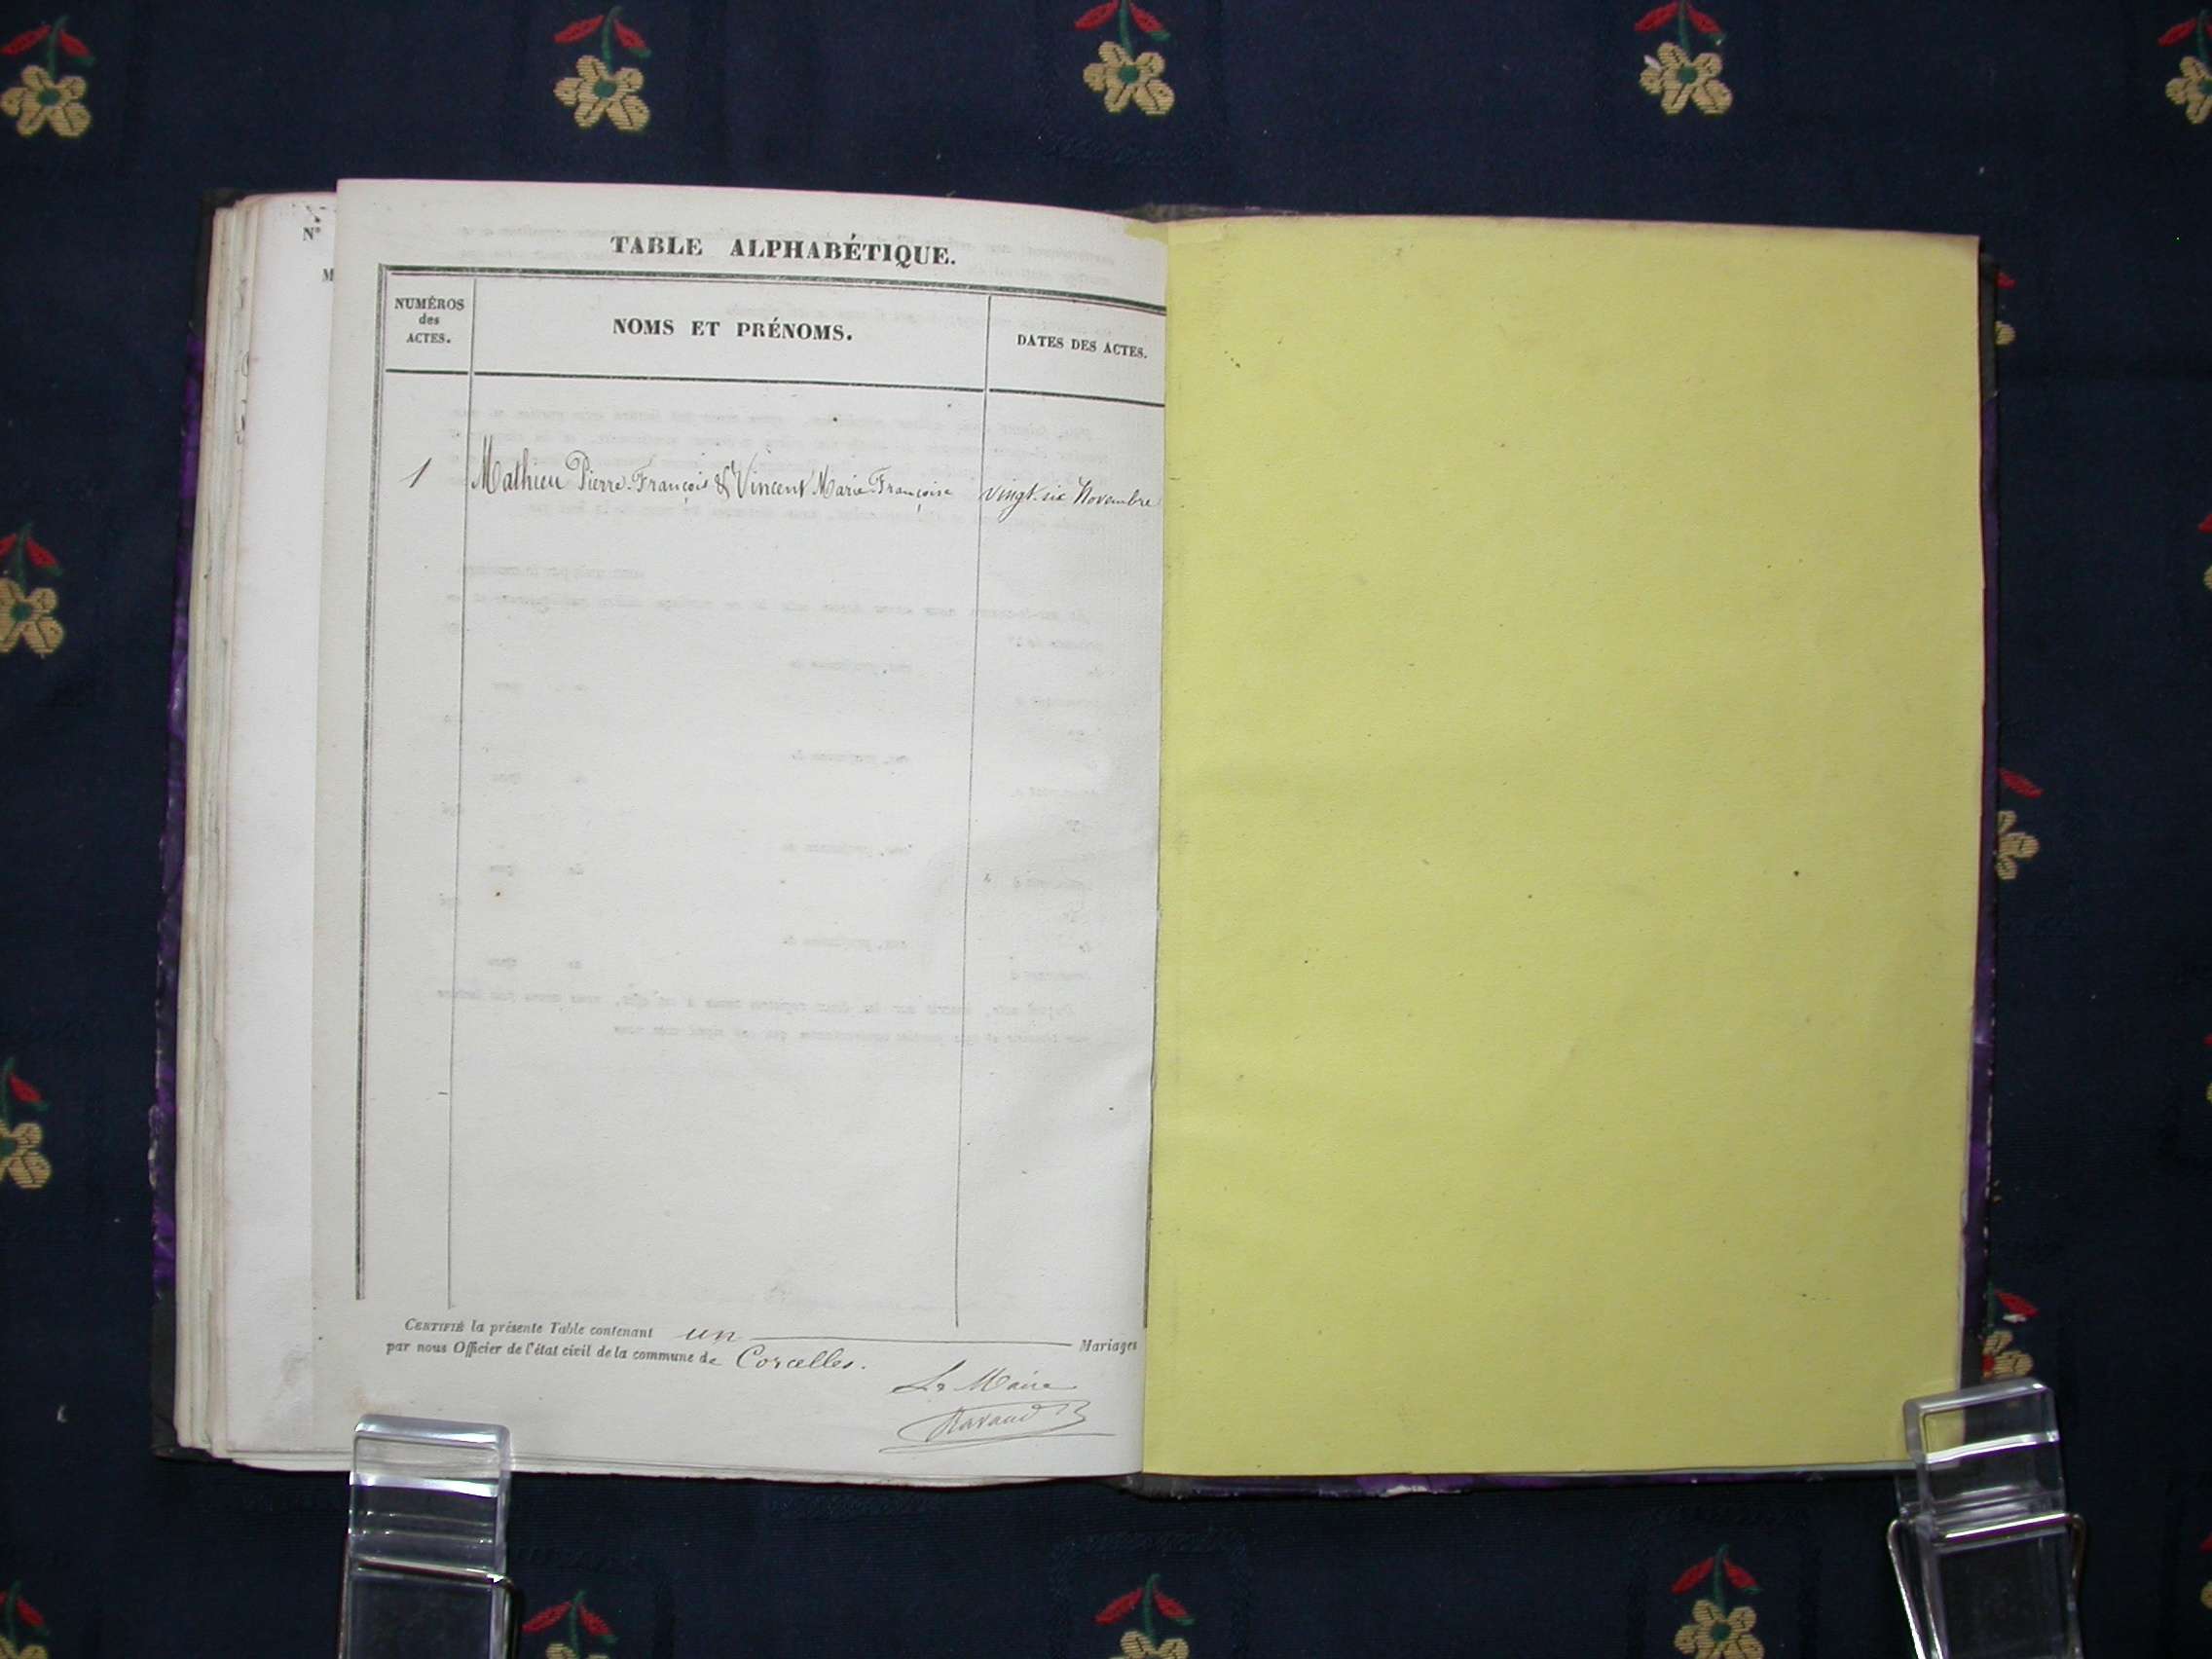 N°
M
TABLE ALPHABÉTIQUE.
NUMÉROS
des
ACTES.
NOMS ET PRÉNOMS.
DATES DES ACTES.
1 Mathieu Pierre-François & Vincent Marie Françoise vingt-six Novembre
CERTIFIÉ la présente Table contenant un Mariages
par nous Officier de l'état civil de la commune de Corcelles.
Le Maire
Ravaud